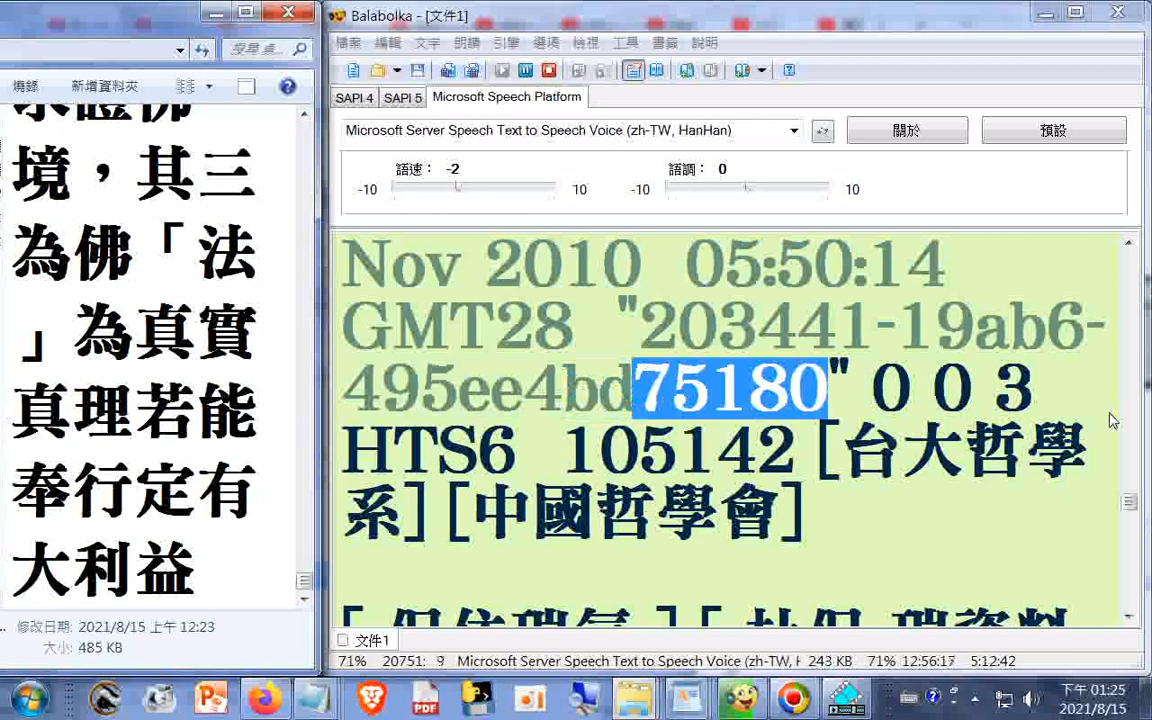 境，其三
為佛「法
」為真實
真理若能
奉行定有
大利益
燒錄
新增資料夾
修改日期: 2021/8/15 上午 12:23
大小: 485 KB
Balabolka - [文件1]
檔案 編輯 文字 朗讀 引擎 選項 檢視 工具 書籤 說明
SAPI 4 SAPI 5 Microsoft Speech Platform
Microsoft Server Speech Text to Speech Voice (zh-TW, HanHan)
關於
預設
語速： -2
語調： 0
-10 10 -10 10
Nov 2010 05:50:14
GMT28 "203441-19ab6-
495ee4bd75180" 0 0 3
HTS6 105142 [台大哲學
系] [中國哲學會]
文件1
71% 20751: 9 Microsoft Server Speech Text to Speech Voice (zh-TW, H 243 KB 71% 12:56:17 5:12:42
PDF
下午 01:25
2021/8/15